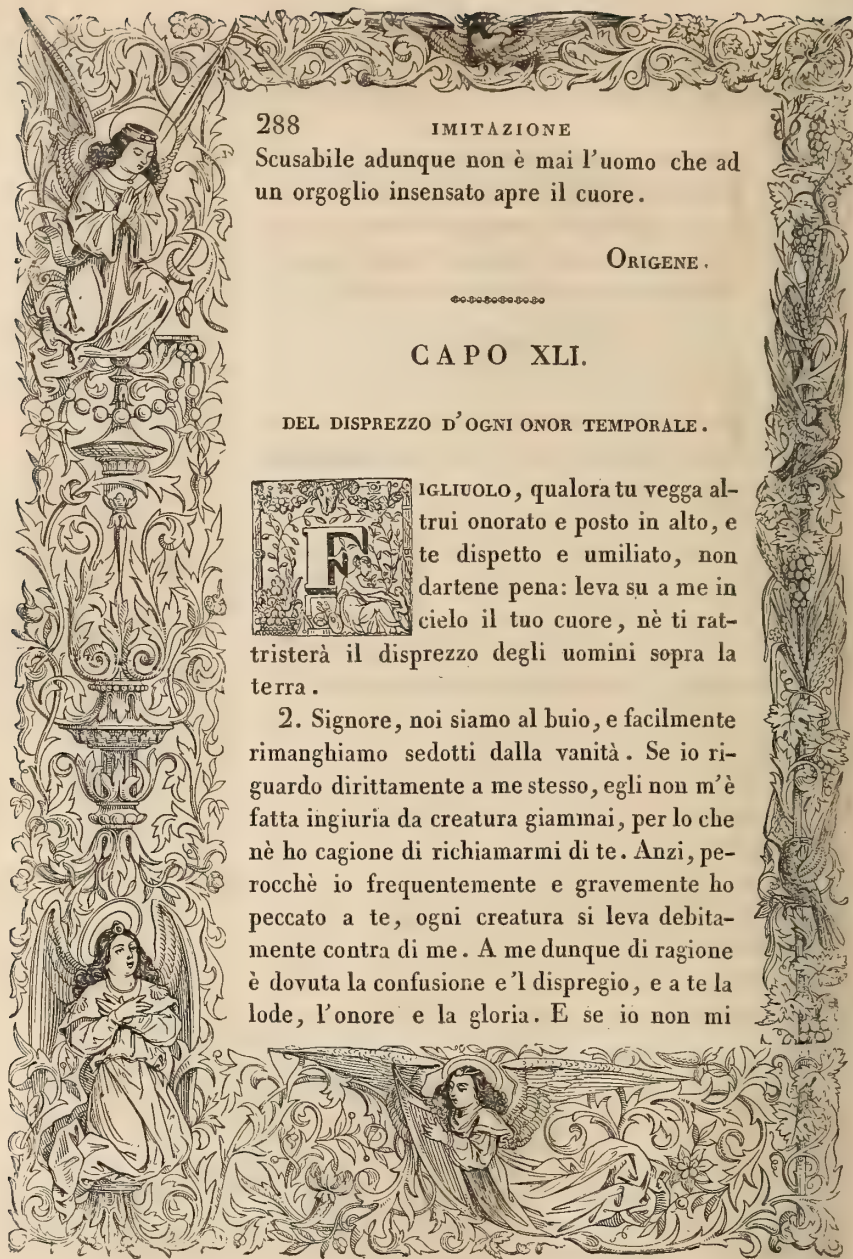 288 IMITAZIONE
Scusabile adunque non è mai l'uomo che ad
un orgoglio insensato apre il cuore.
ORIGENE.
CAPO XLI.
DEL DISPREZZO D'OGNI ONOR TEMPORALE.
FIGLIUOLO, qualora tu vegga al-
trui onorato e posto in alto, e
te dispetto e umiliato, non
dartene pena: leva su a me in
cielo il tuo cuore, nè ti rat-
tristerà il disprezzo degli uomini sopra la
terra.
2. Signore, noi siamo al buio, e facilmente
rimanghiamo sedotti dalla vanità. Se io ri-
guardo dirittamente a me stesso, egli non m'è
fatta ingiuria da creatura giammai, per lo che
nè ho cagione di richiamarmi di te. Anzi, pe-
rocchè io frequentemente e gravemente ho
peccato a te, ogni creatura si leva debita-
mente contra di me. A me dunque di ragione
è dovuta la confusione e 'l dispregio, e a te la
lode, l'onore e la gloria. E se io non mi